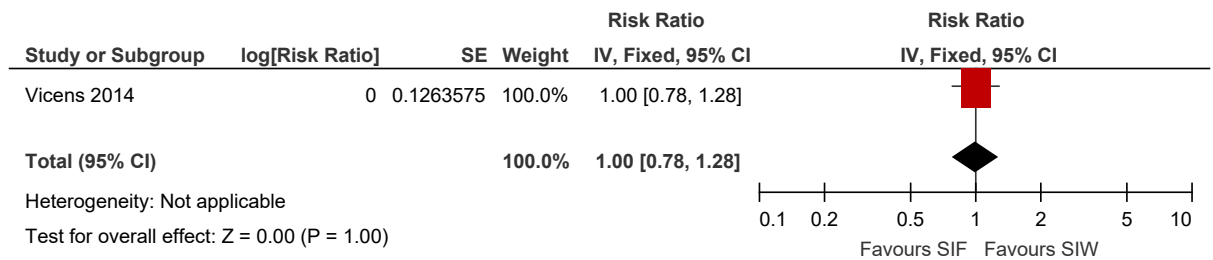 Risk Ratio Risk Ratio
Study or Subgroup log[Risk Ratio] SE Weight IV, Fixed, 95% CI IV, Fixed, 95% CI
Vicens 2014 0 0.1263575 100.0% 1.00 [0.78, 1.28]
Total (95% CI) 100.0% 1.00 [0.78, 1.28]
Heterogeneity: Not applicable
Test for overall effect: Z = 0.00 (P = 1.00)
0.1 0.2 0.5 1 2 5 10
Favours SIF Favours SIW